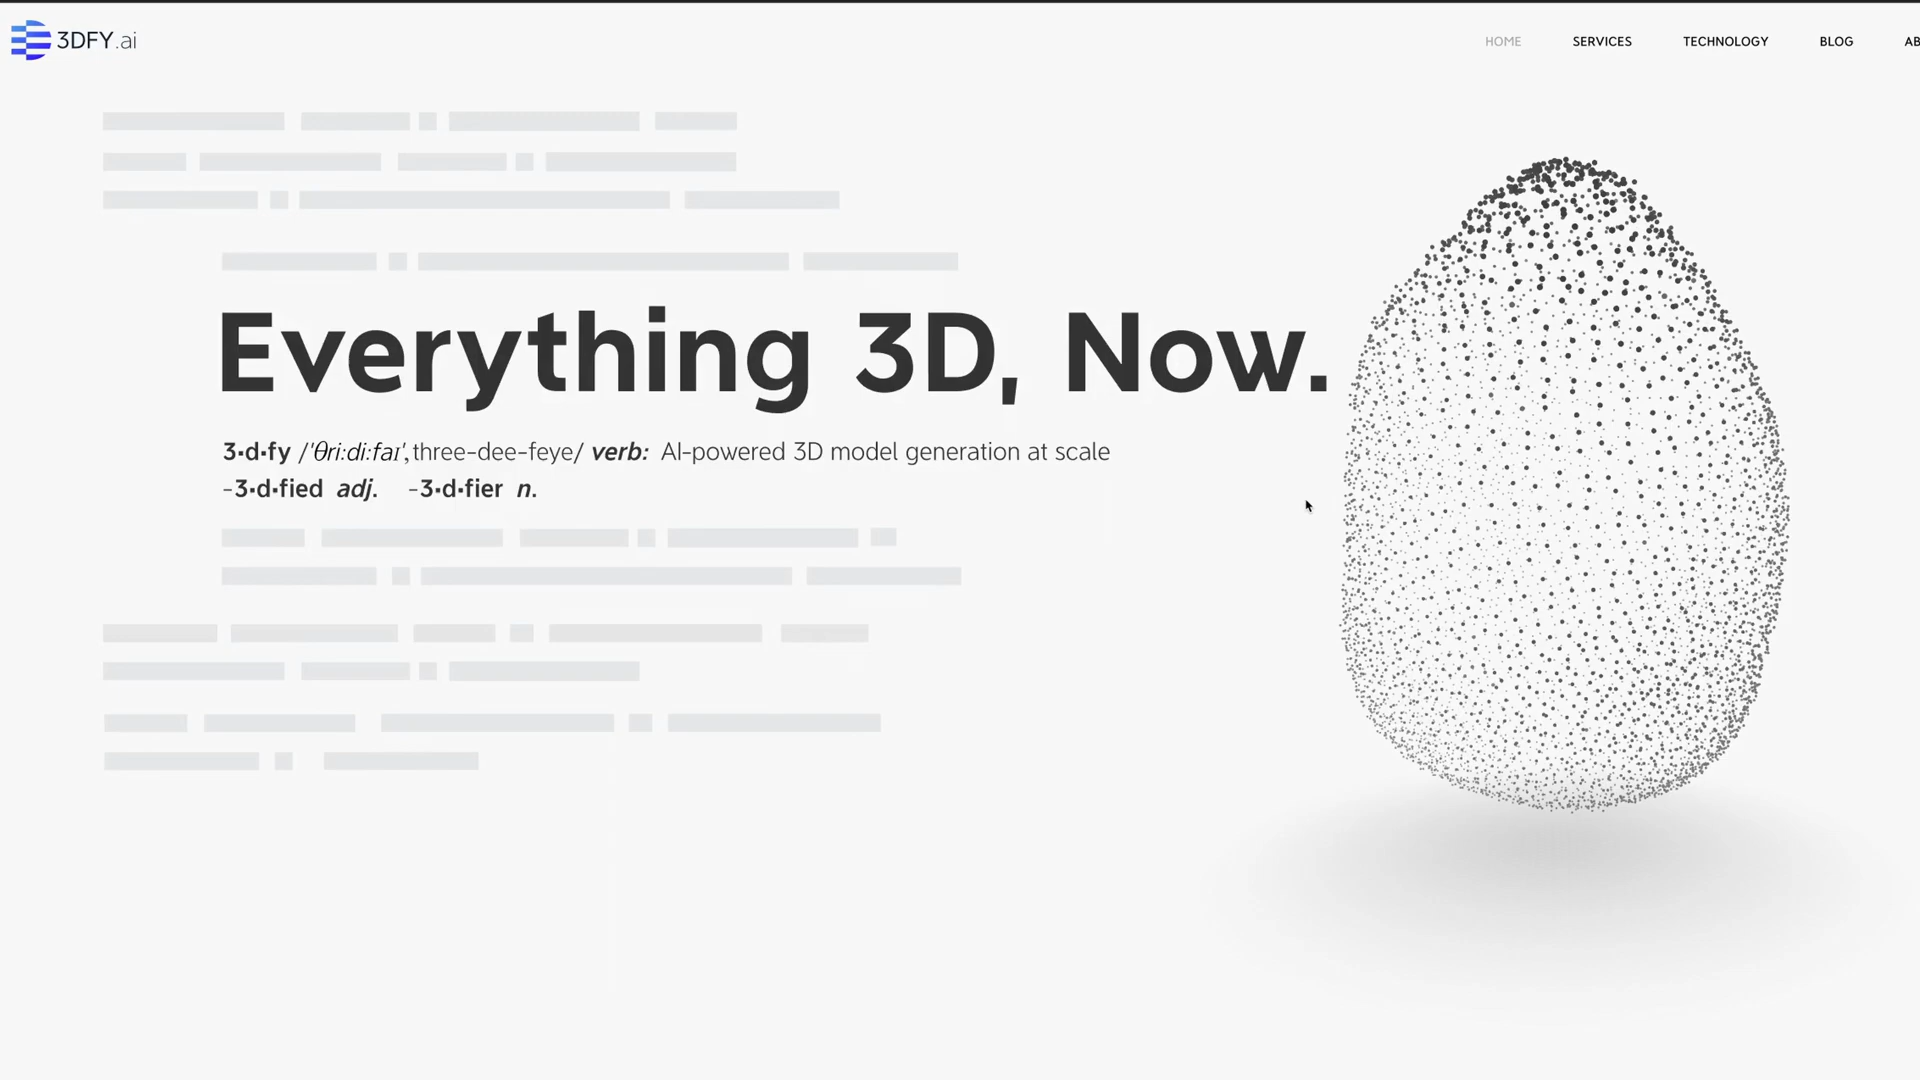 3DFY.ai
HOME SERVICES TECHNOLOGY BLOG AB
Everything 3D, Now.
3·d·fy /'θri:di:faɪ', three-dee-feye/ verb: AI-powered 3D model generation at scale
-3·d·fied adj. -3·d·fier n.